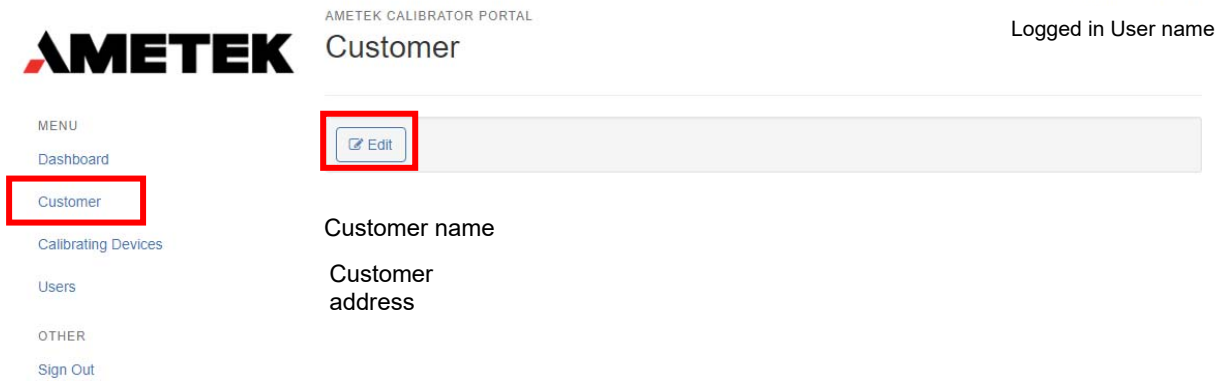 AMETEK
AMETEK CALIBRATOR PORTAL
Customer
Logged in User name
MENU
Dashboard
Customer
Calibrating Devices
Users
OTHER
Sign Out
Edit
Customer name
Customer
address